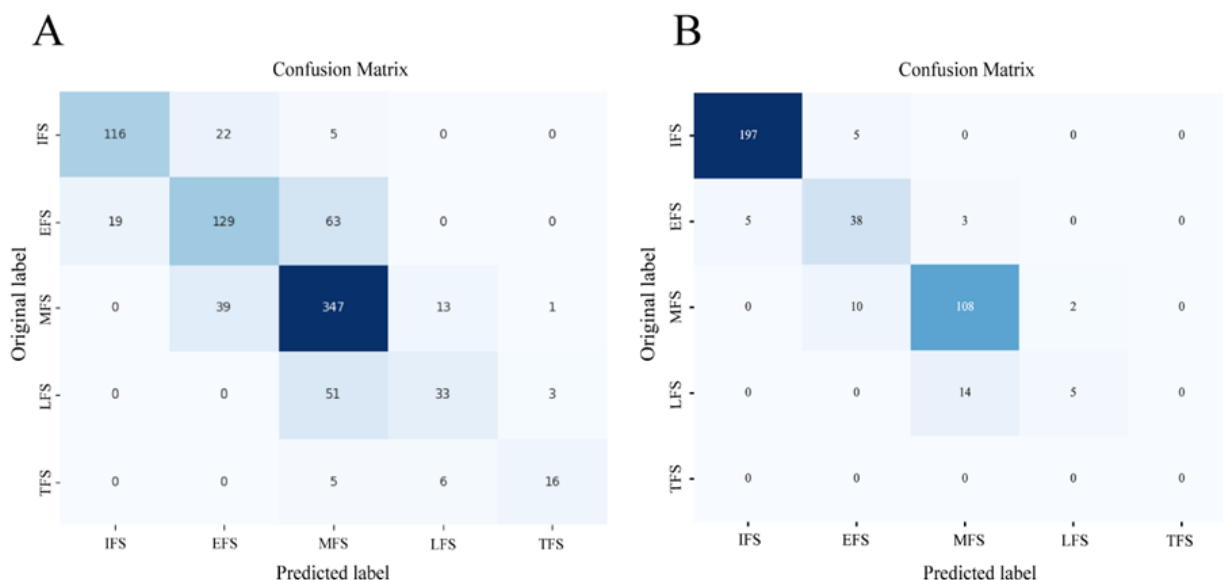 A
Confusion Matrix
Original label
IFS 116 22 5 0 0
EFS 19 129 63 0 0
MFS 0 39 347 13 1
LFS 0 0 51 33 3
TFS 0 0 5 6 16
IFS EFS MFS LFS TFS
Predicted label
B
Confusion Matrix
Original label
IFS 197 5 0 0 0
EFS 5 38 3 0 0
MFS 0 10 108 2 0
LFS 0 0 14 5 0
TFS 0 0 0 0 0
IFS EFS MFS LFS TFS
Predicted label